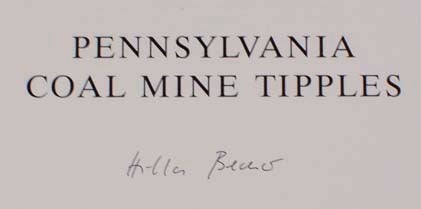 PENNSYLVANIA
COAL MINE TIPPLES
Hilla Becher